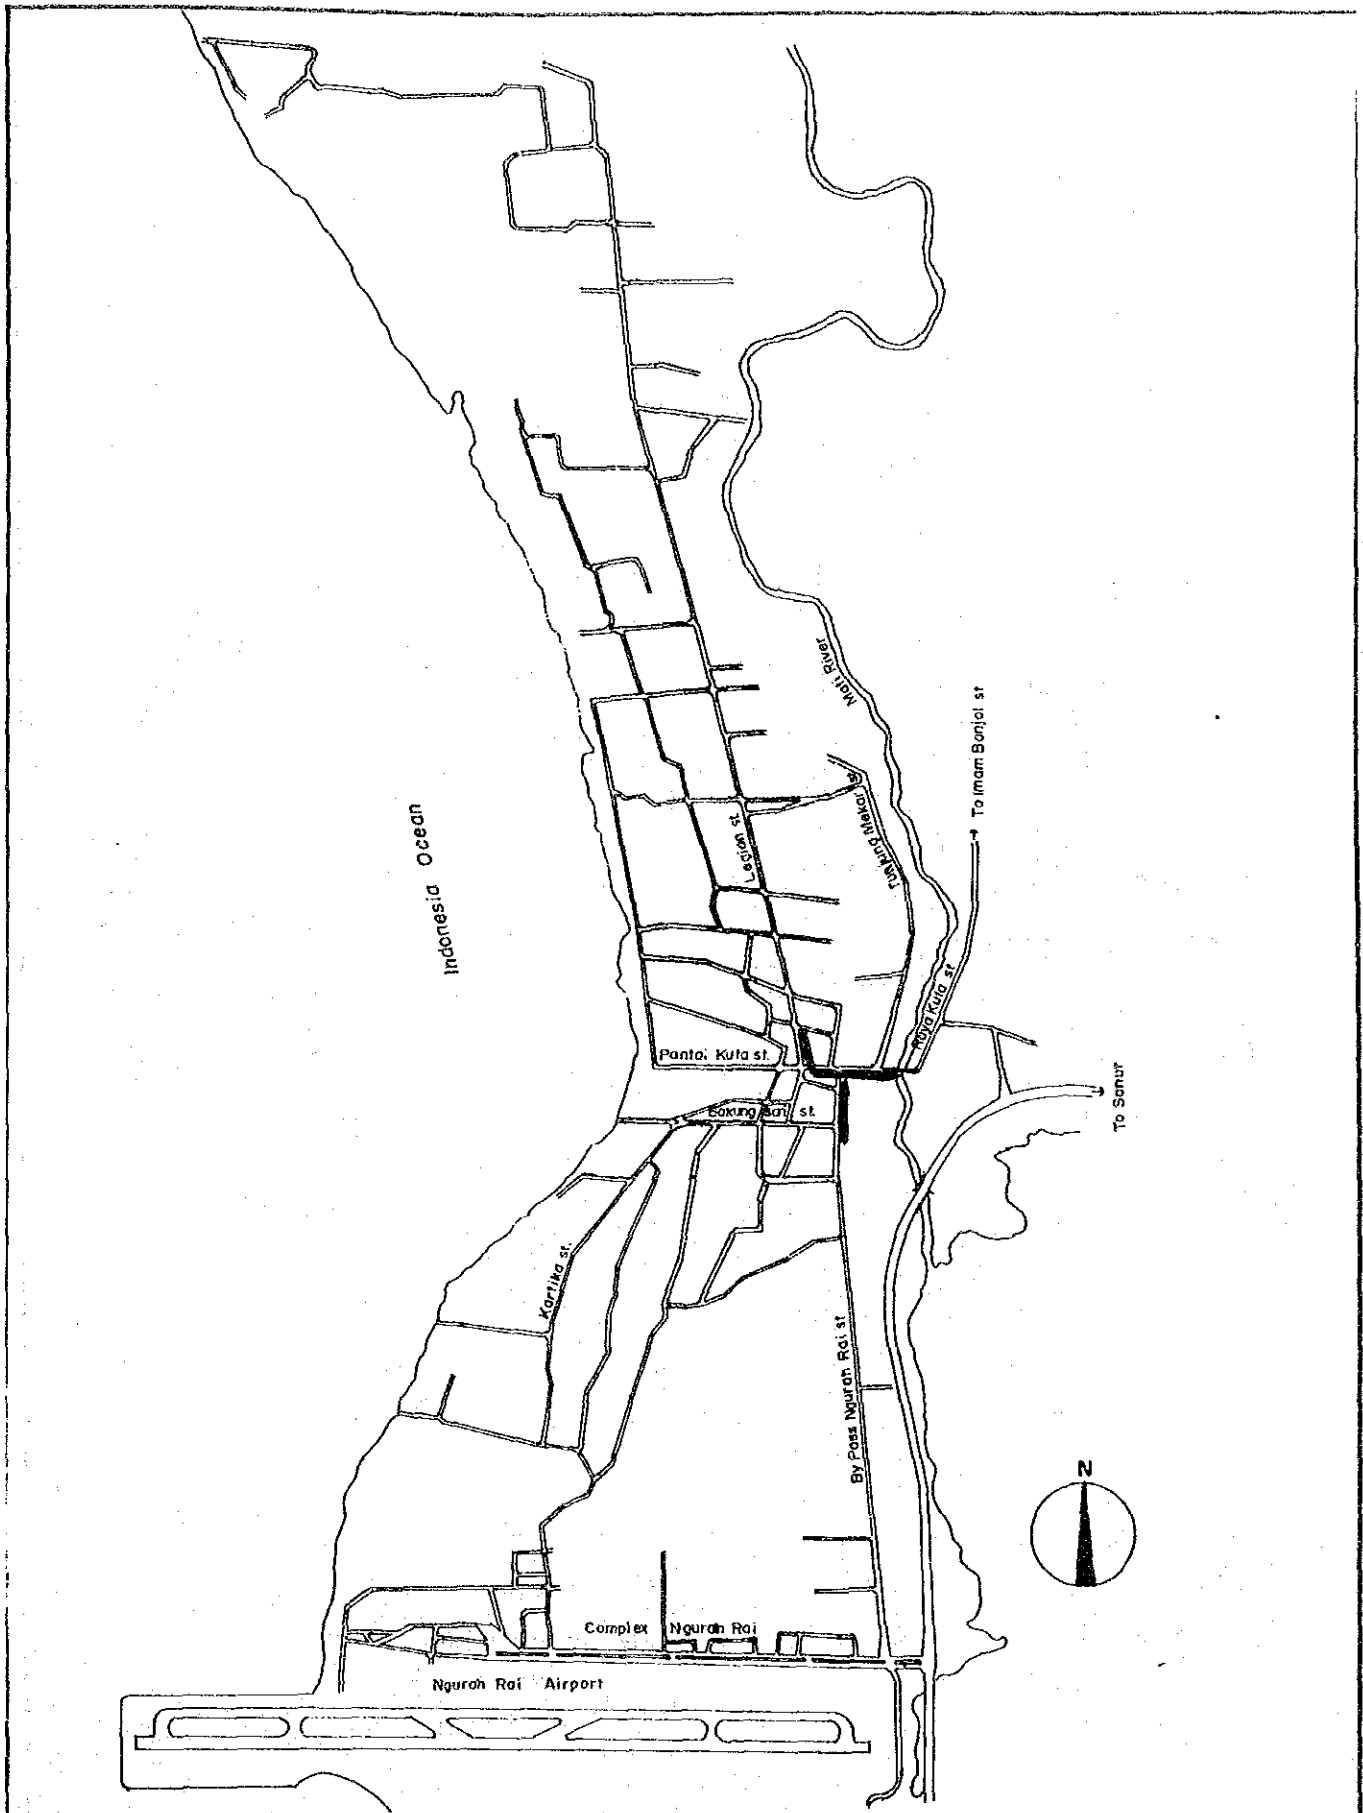 Mati River
To Imam Bonjol st
Indonesia Ocean
Legian st.
Tunjung Mekar st
Raya Kuta st
Pantai Kuta st.
To Sanur
Bakung Sari st.
Kartika st.
By Pass Ngurah Rai st
N
Complex Ngurah Rai
Ngurah Rai Airport